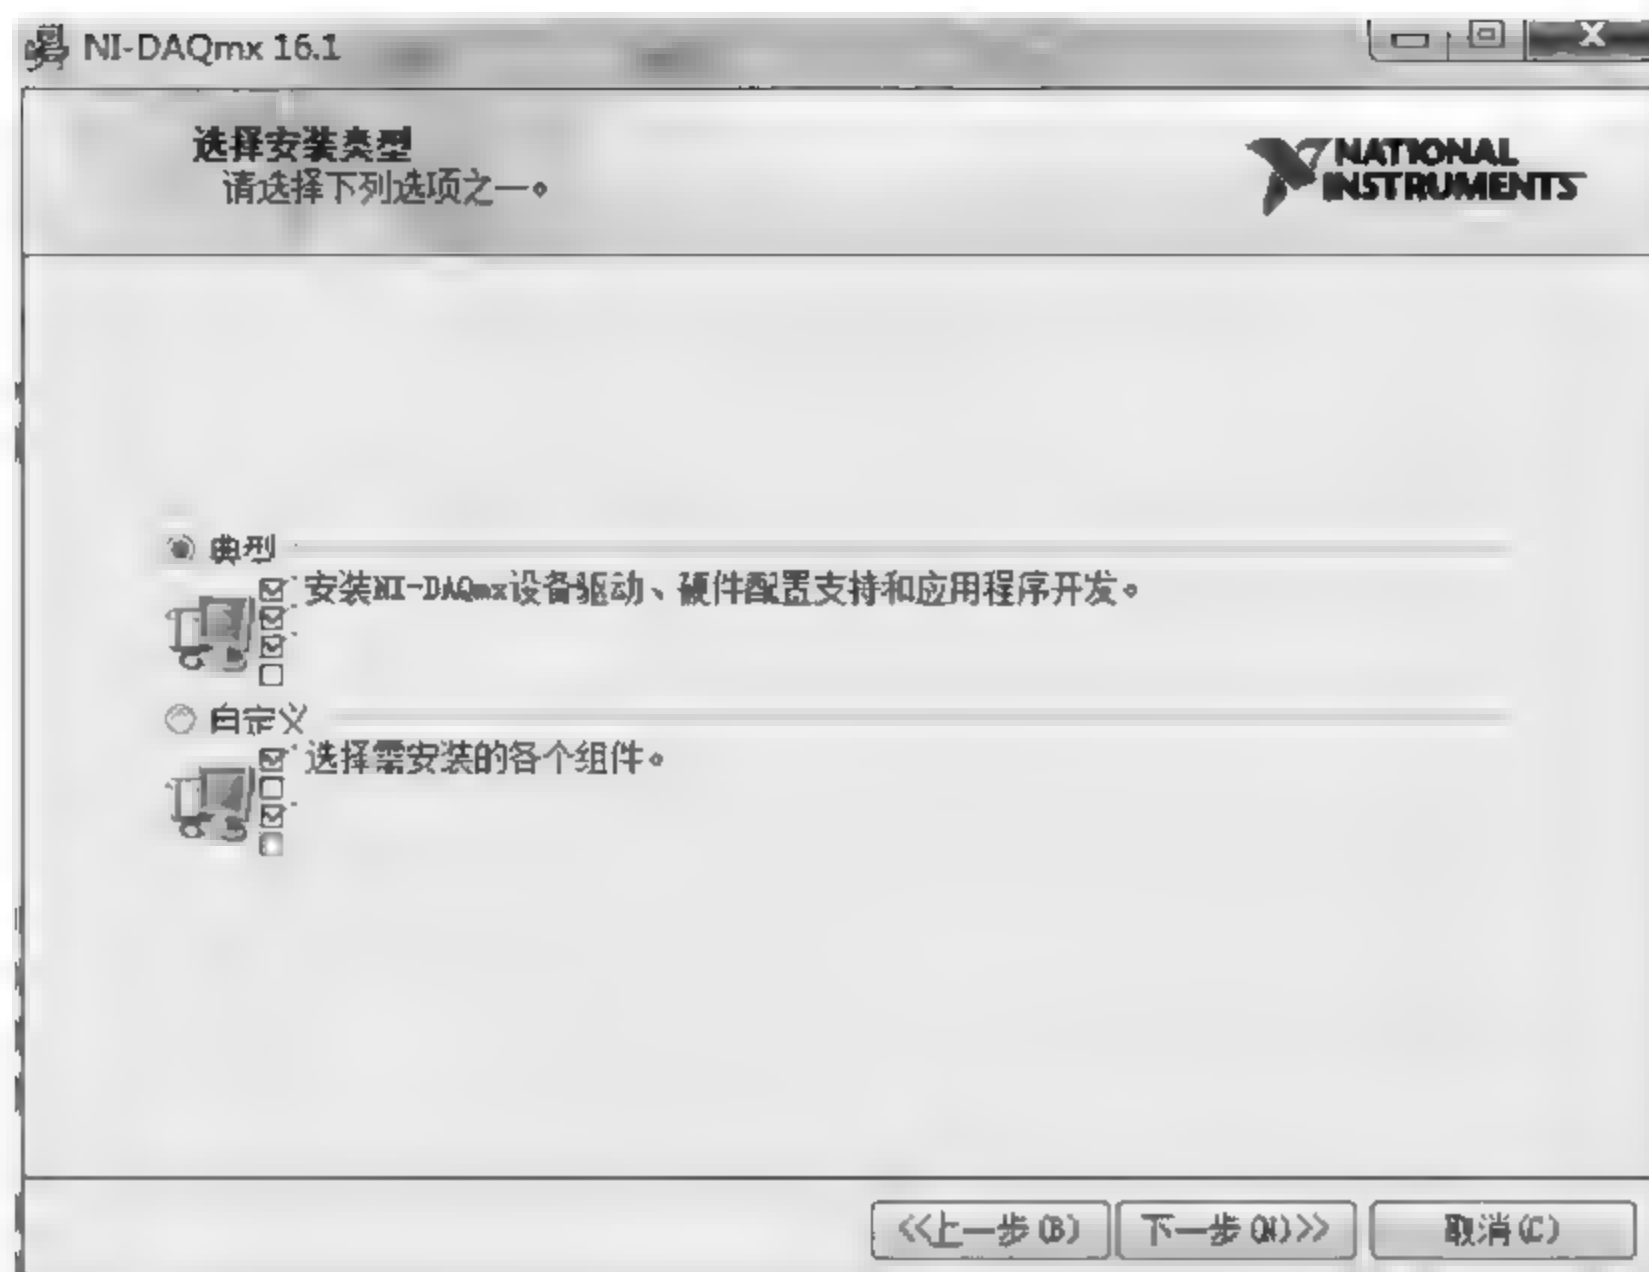 NI-DAQmx 16.1
选择安装类型
请选择下列选项之一。
NATIONAL
INSTRUMENTS
典型
安装NI-DAQmx设备驱动、硬件配置支持和应用程序开发。
自定义
选择需安装的各个组件。
<<上一步(B) 下一步(N)>> 取消(C)